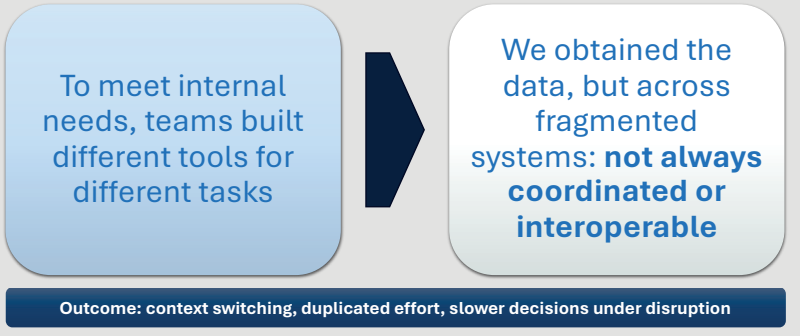 To meet internal
needs, teams built
different tools for
different tasks
We obtained the
data, but across
fragmented
systems: not always
coordinated or
interoperable
Outcome: context switching, duplicated effort, slower decisions under disruption